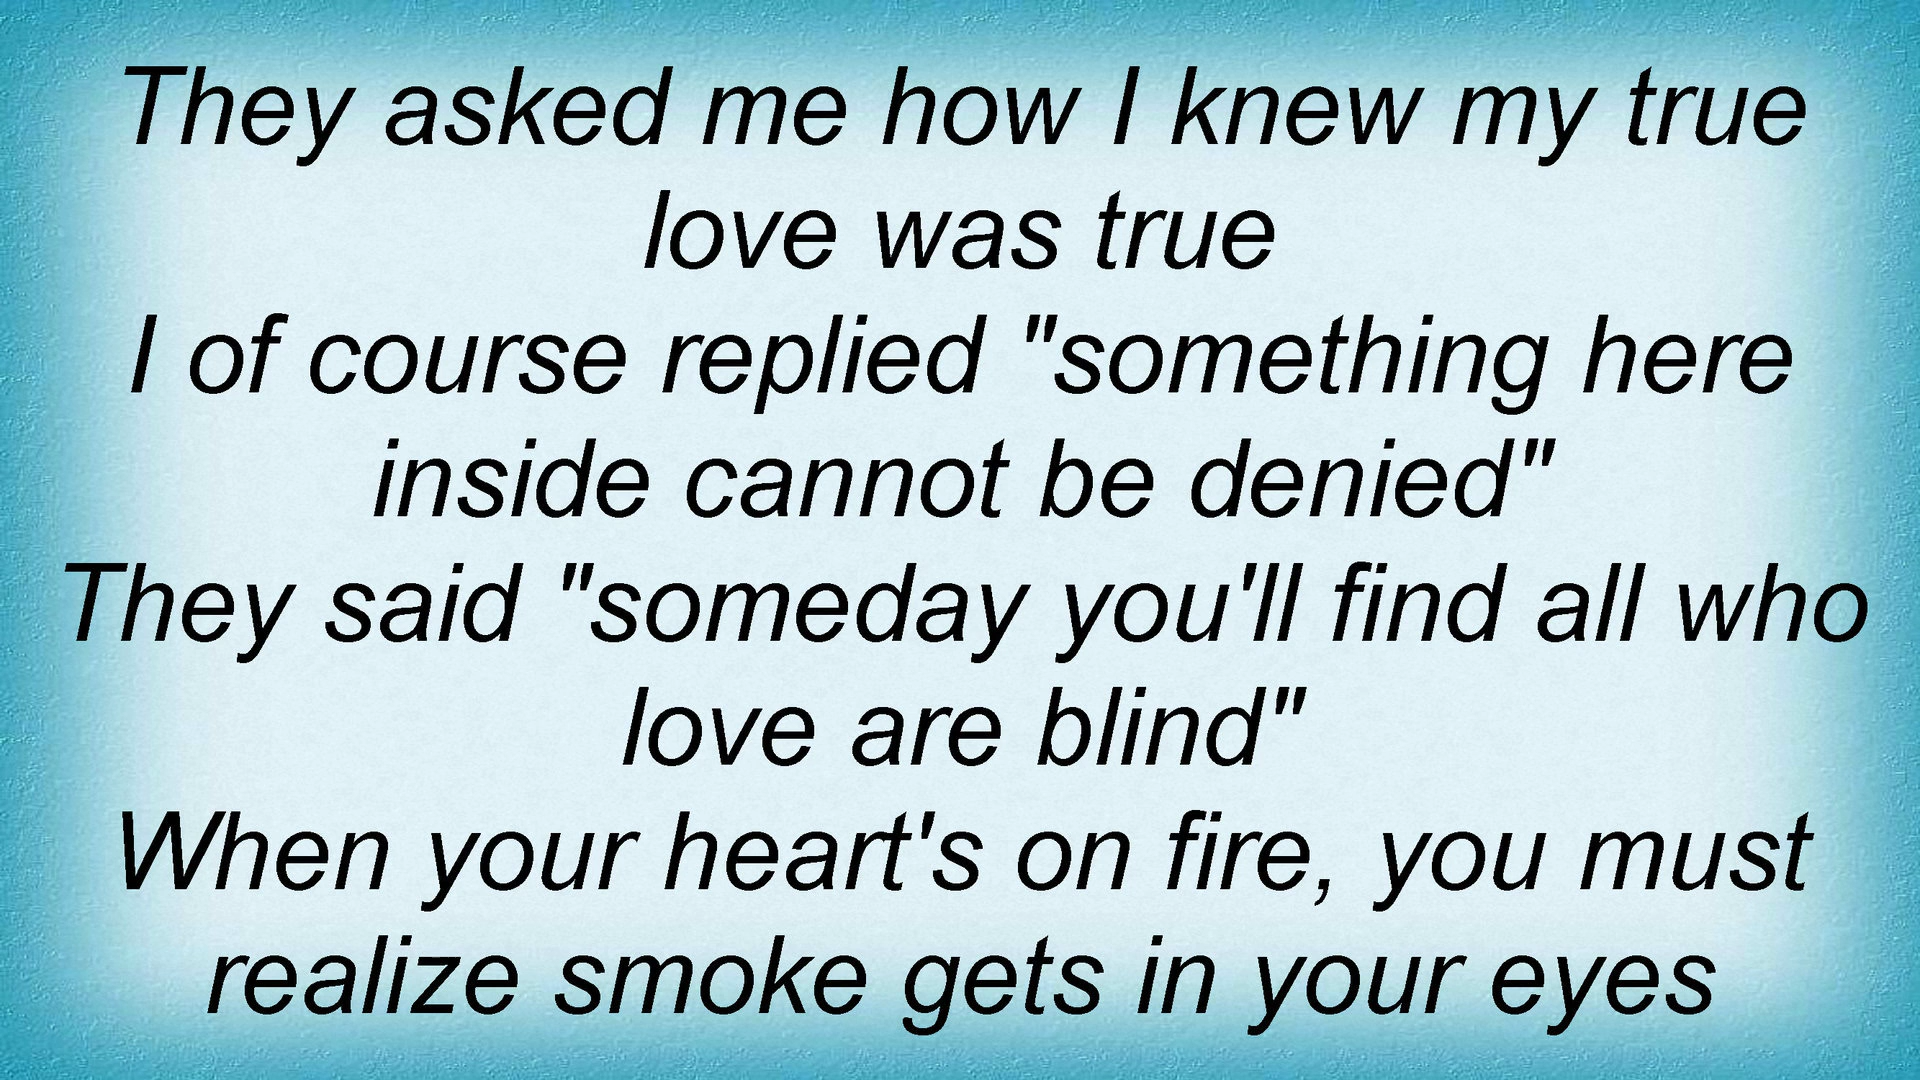 They asked me how I knew my true
love was true
I of course replied "something here
inside cannot be denied"
They said "someday you'll find all who
love are blind"
When your heart's on fire, you must
realize smoke gets in your eyes